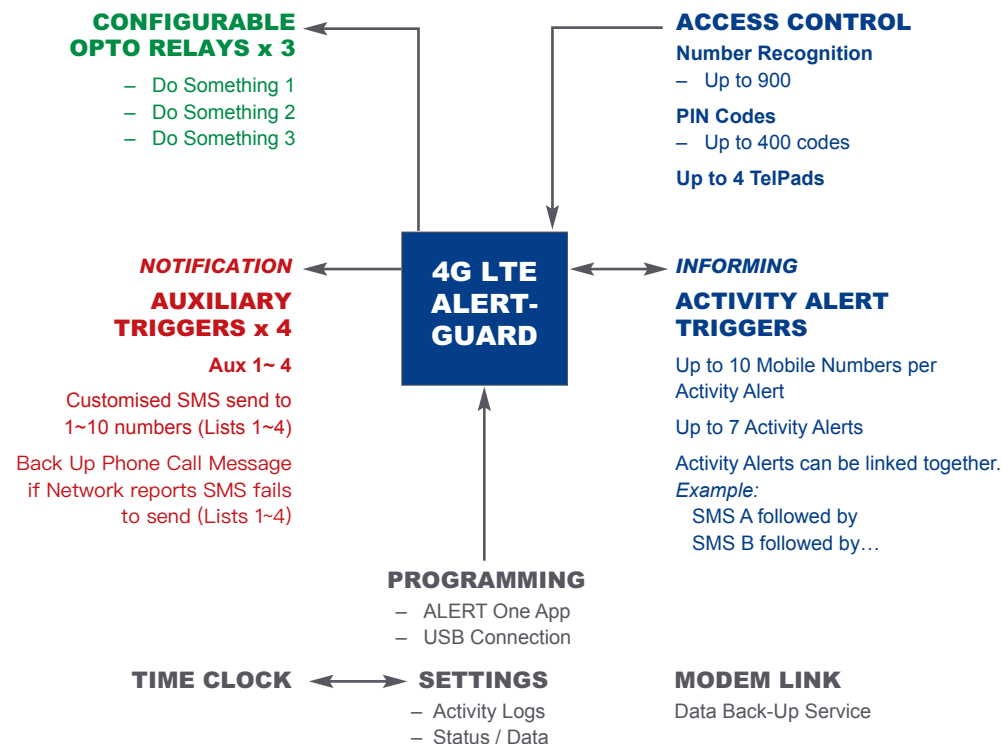 CONFIGURABLE
OPTO RELAYS x 3
– Do Something 1
– Do Something 2
– Do Something 3
ACCESS CONTROL
Number Recognition
– Up to 900
PIN Codes
– Up to 400 codes
Up to 4 TelPads
NOTIFICATION
AUXILIARY
TRIGGERS x 4
Aux 1~ 4
Customised SMS send to
1~10 numbers (Lists 1~4)
Back Up Phone Call Message
if Network reports SMS fails
to send (Lists 1~4)
4G LTE
ALERT-
GUARD
INFORMING
ACTIVITY ALERT
TRIGGERS
Up to 10 Mobile Numbers per
Activity Alert
Up to 7 Activity Alerts
Activity Alerts can be linked together.
Example:
SMS A followed by
SMS B followed by…
PROGRAMMING
– ALERT One App
– USB Connection
TIME CLOCK
SETTINGS
– Activity Logs
– Status / Data
MODEM LINK
Data Back-Up Service